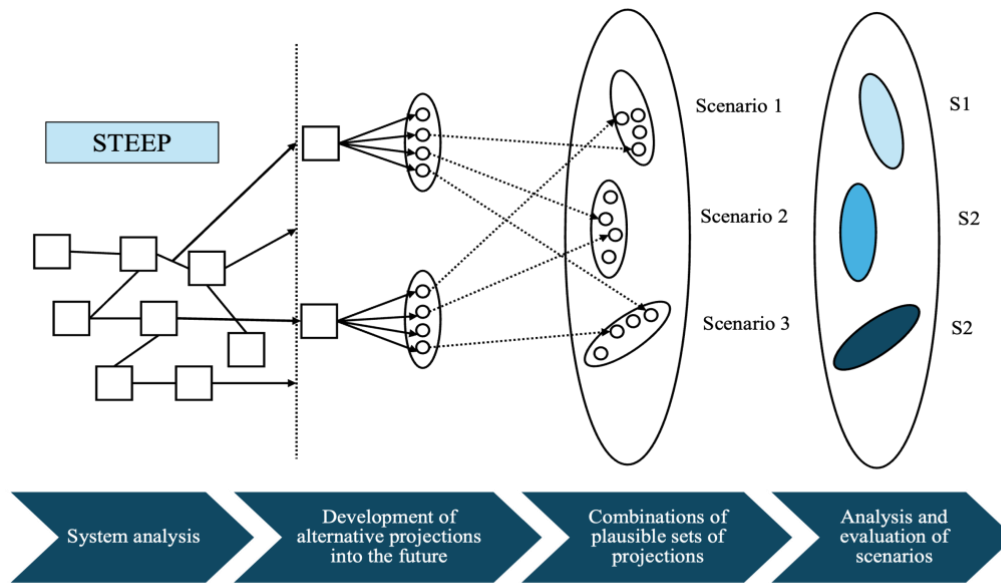 STEEP
Scenario 1
Scenario 2
Scenario 3
S1
S2
S2
System analysis
Development of
alternative projections
into the future
Combinations of
plausible sets of
projections
Analysis and
evaluation of
scenarios